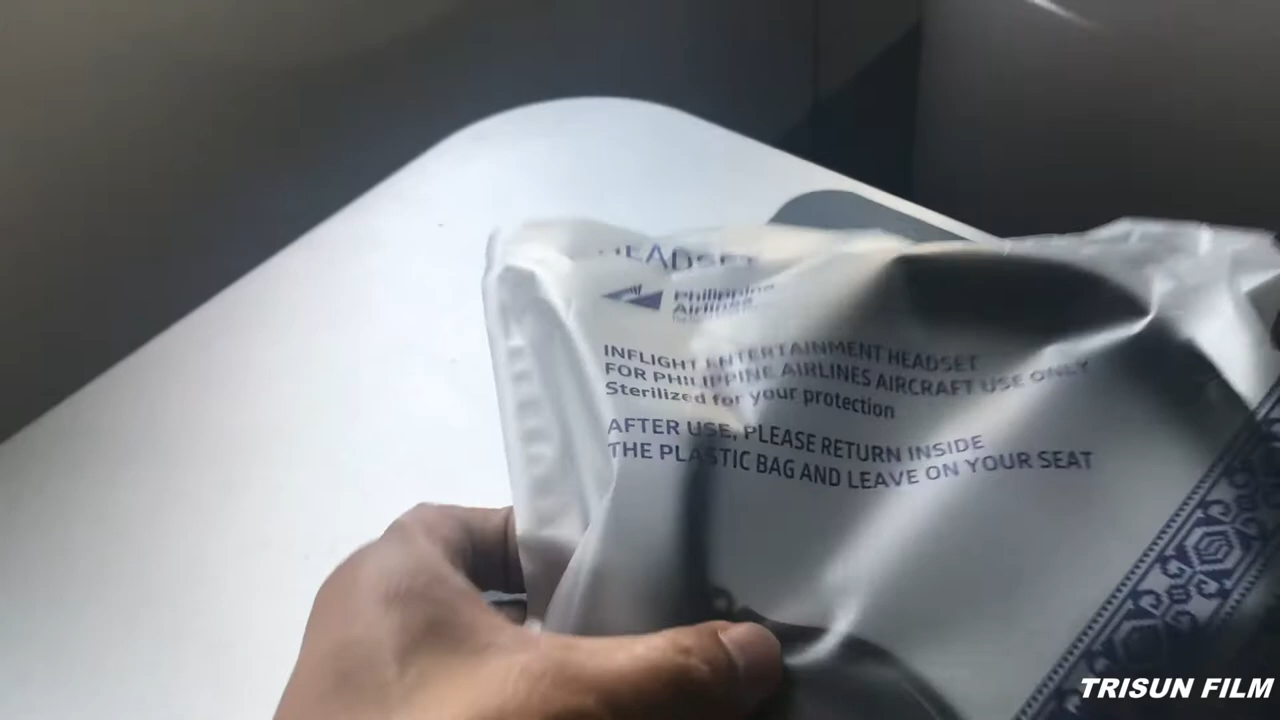 HEADSET
Philippine
Airlines
INFLIGHT ENTERTAINMENT HEADSET
FOR PHILIPPINE AIRLINES AIRCRAFT USE ONLY
Sterilized for your protection
AFTER USE, PLEASE RETURN INSIDE
THE PLASTIC BAG AND LEAVE ON YOUR SEAT
TRISUN FILM